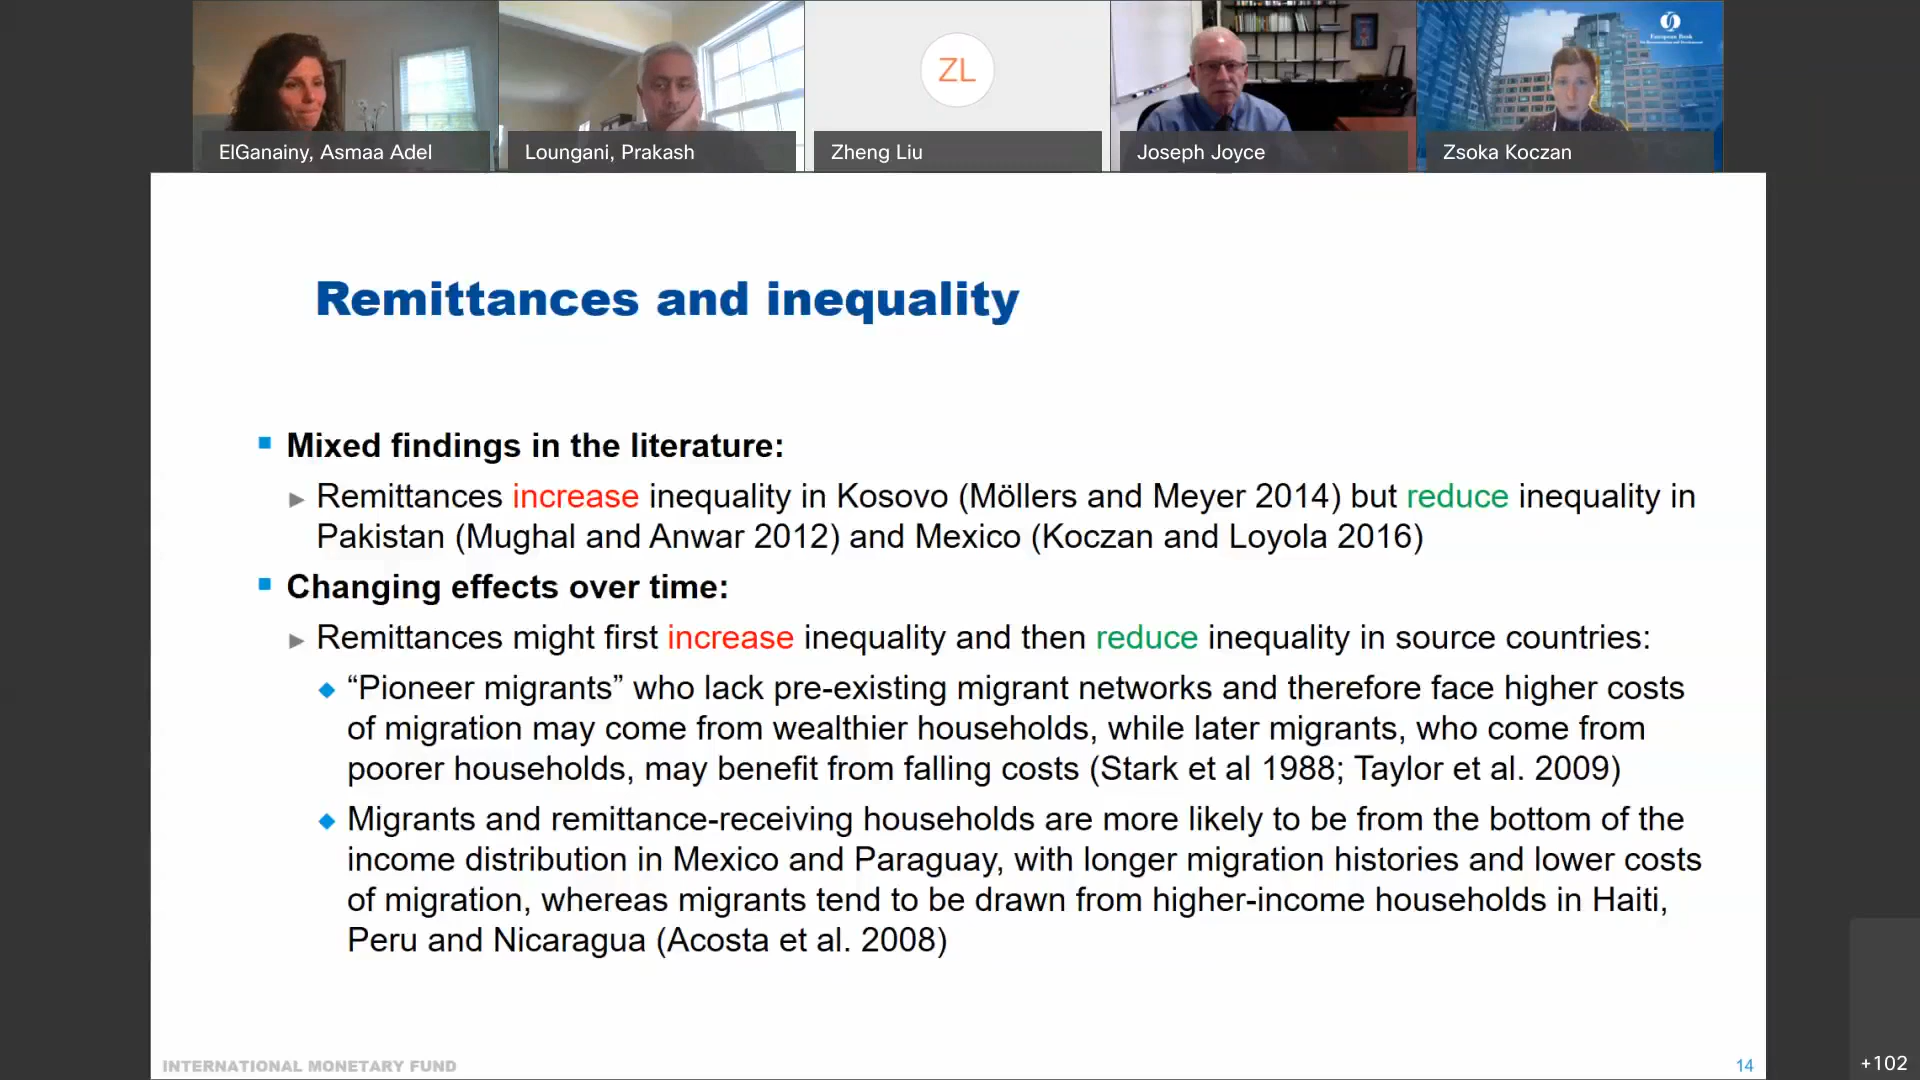 European Bank
ZL
ElGanainy, Asmaa Adel
Loungani, Prakash
Zheng Liu
Joseph Joyce
Zsoka Koczan
Remittances and inequality
Mixed findings in the literature:
Remittances increase inequality in Kosovo (Möllers and Meyer 2014) but reduce inequality in
Pakistan (Mughal and Anwar 2012) and Mexico (Koczan and Loyola 2016)
Changing effects over time:
Remittances might first increase inequality and then reduce inequality in source countries:
“Pioneer migrants” who lack pre-existing migrant networks and therefore face higher costs
of migration may come from wealthier households, while later migrants, who come from
poorer households, may benefit from falling costs (Stark et al 1988; Taylor et al. 2009)
Migrants and remittance-receiving households are more likely to be from the bottom of the
income distribution in Mexico and Paraguay, with longer migration histories and lower costs
of migration, whereas migrants tend to be drawn from higher-income households in Haiti,
Peru and Nicaragua (Acosta et al. 2008)
INTERNATIONAL MONETARY FUND
14
+102